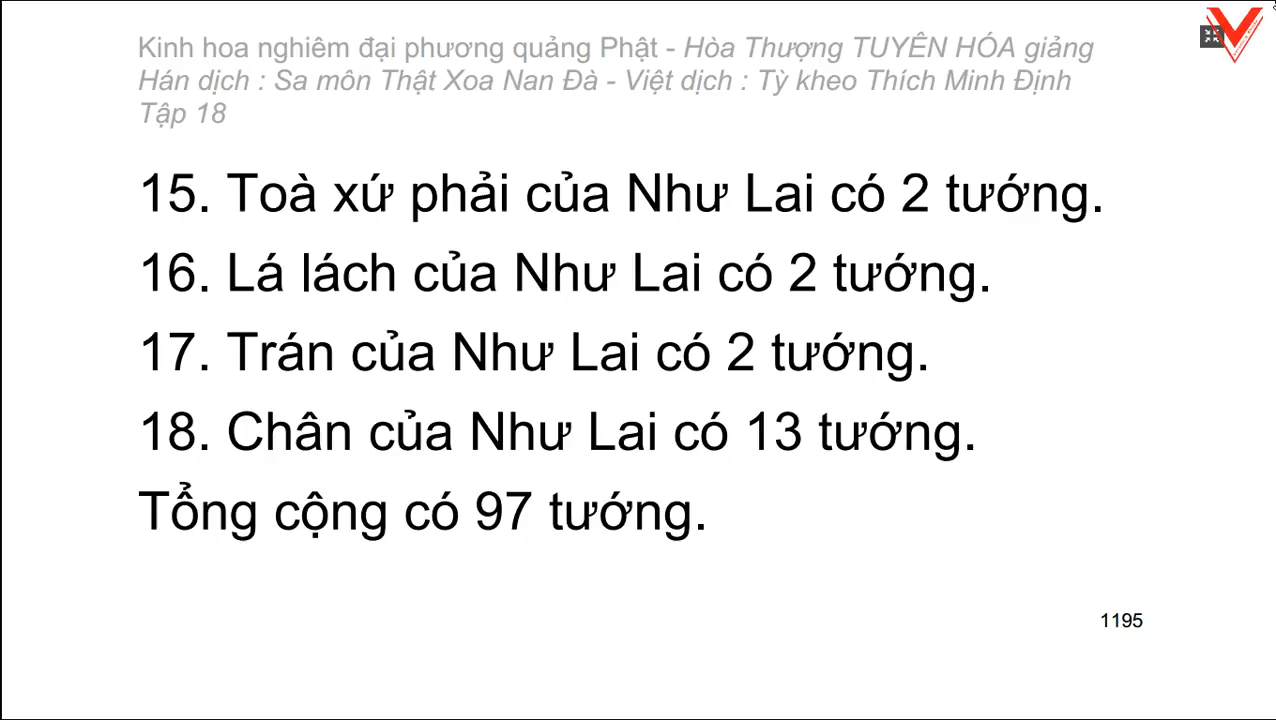 Kinh hoa nghiêm đại phương quảng Phật - Hòa Thượng TUYÊN HÓA giảng
Hán dịch : Sa môn Thật Xoa Nan Đà - Việt dịch : Tỳ kheo Thích Minh Định
Tập 18
15. Toà xứ phải của Như Lai có 2 tướng.
16. Lá lách của Như Lai có 2 tướng.
17. Trán của Như Lai có 2 tướng.
18. Chân của Như Lai có 13 tướng.
Tổng cộng có 97 tướng.
1195